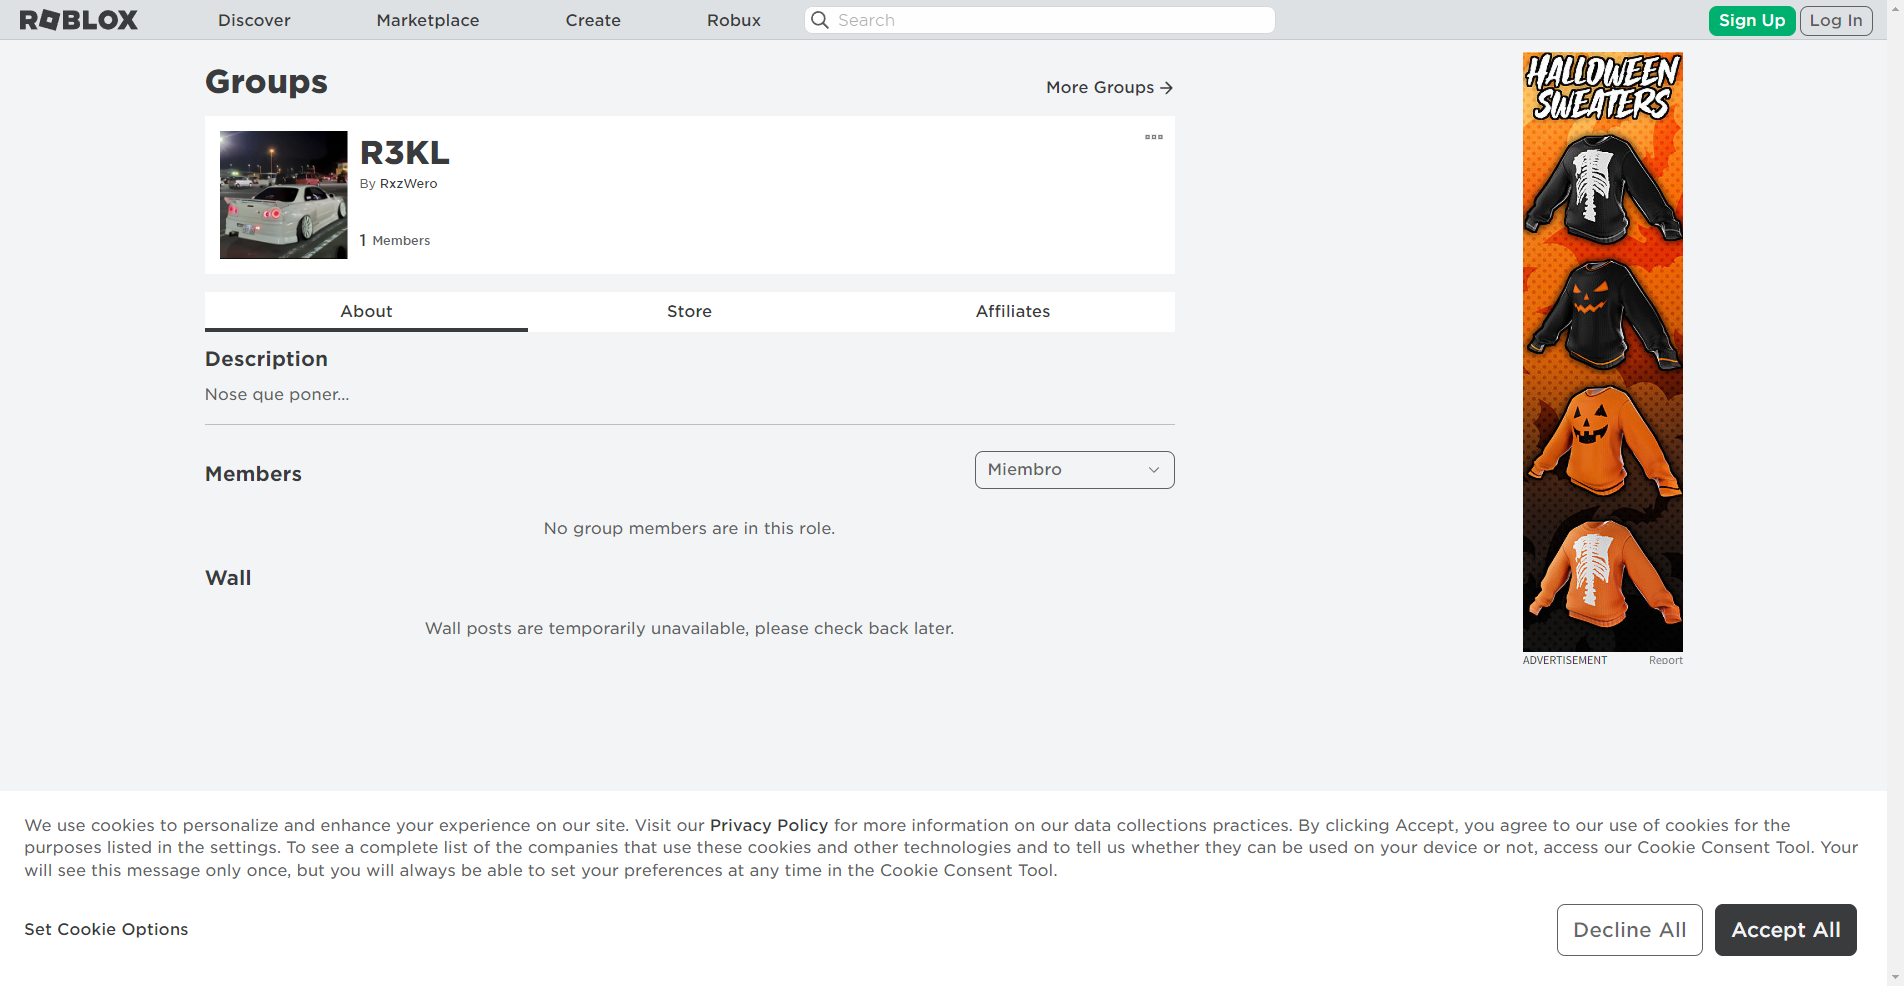 ROBLOX
Discover
Marketplace
Create
Robux
Search
Sign Up
Log In
Groups
More Groups
R3KL
By RxzWero
1 Members
About
Store
Affiliates
Description
Nose que poner...
Members
Miembro
No group members are in this role.
Wall
Wall posts are temporarily unavailable, please check back later.
HALLOWEEN
SWEATERS
ADVERTISEMENT
Report
We use cookies to personalize and enhance your experience on our site. Visit our Privacy Policy for more information on our data collections practices. By clicking Accept, you agree to our use of cookies for the
purposes listed in the settings. To see a complete list of the companies that use these cookies and other technologies and to tell us whether they can be used on your device or not, access our Cookie Consent Tool. Your
will see this message only once, but you will always be able to set your preferences at any time in the Cookie Consent Tool.
Set Cookie Options
Decline All
Accept All